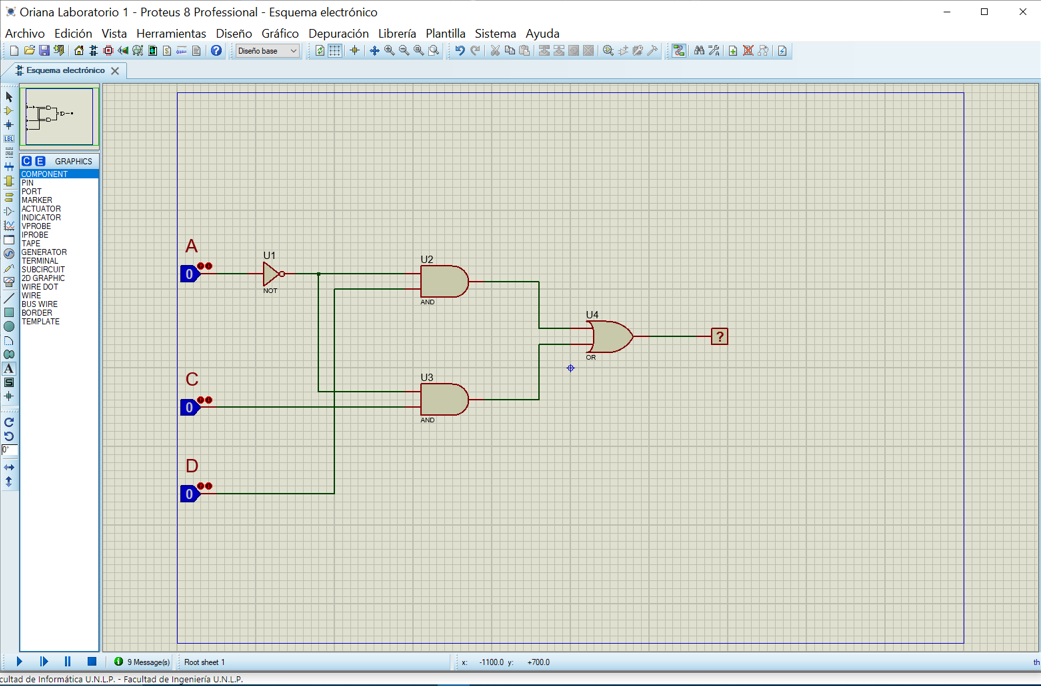 Oriana Laboratorio 1 - Proteus 8 Professional - Esquema electrónico
Archivo Edición Vista Herramientas Diseño Gráfico Depuración Librería Plantilla Sistema Ayuda
Diseño base
Esquema electrónico
LBL
C E GRAPHICS
COMPONENT
PIN
PORT
MARKER
ACTUATOR
INDICATOR
VPROBE
IPROBE
TAPE
GENERATOR
TERMINAL
SUBCIRCUIT
2D GRAPHIC
WIRE DOT
WIRE
BUS WIRE
BORDER
TEMPLATE
A
S
0°
A
0
U1
NOT
U2
AND
U4
?
OR
C
0
U3
AND
D
0
9 Message(s) Root sheet 1 x: -1100.0 y: +700.0 th
cultad de Informática U.N.L.P. - Facultad de Ingeniería U.N.L.P.